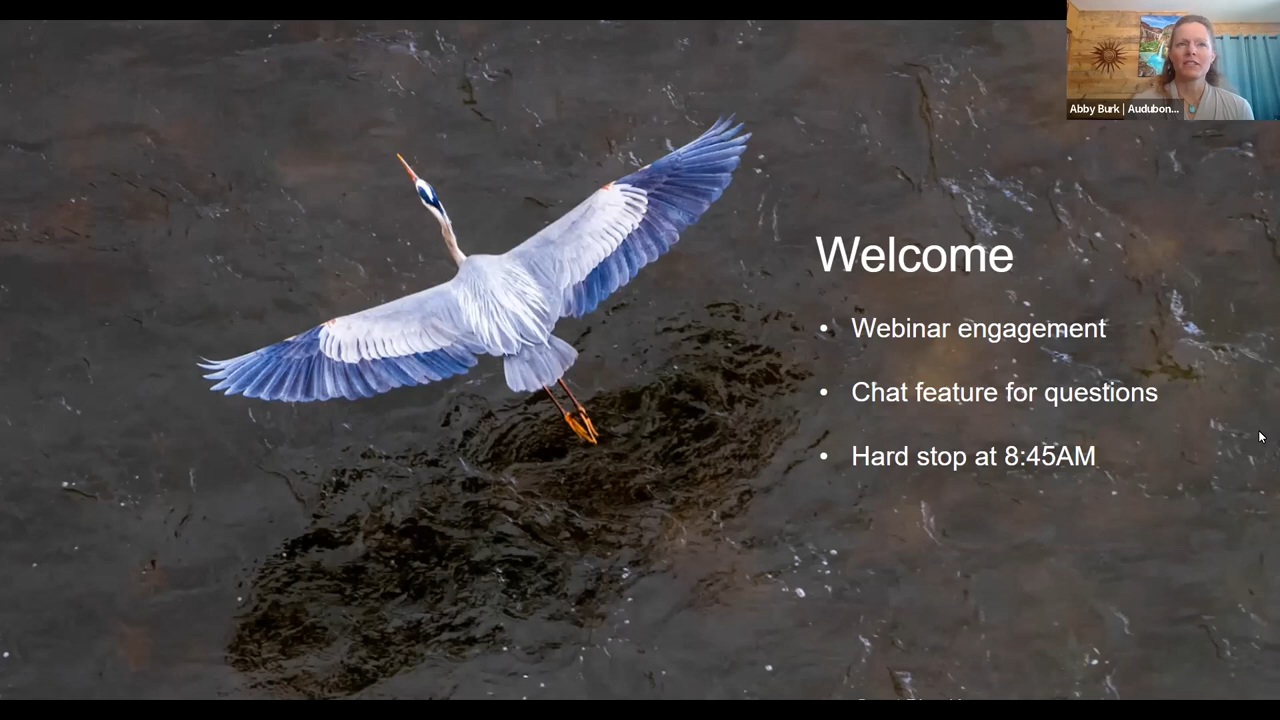 Abby Burk | Audubon...
Welcome
• Webinar engagement
• Chat feature for questions
• Hard stop at 8:45AM